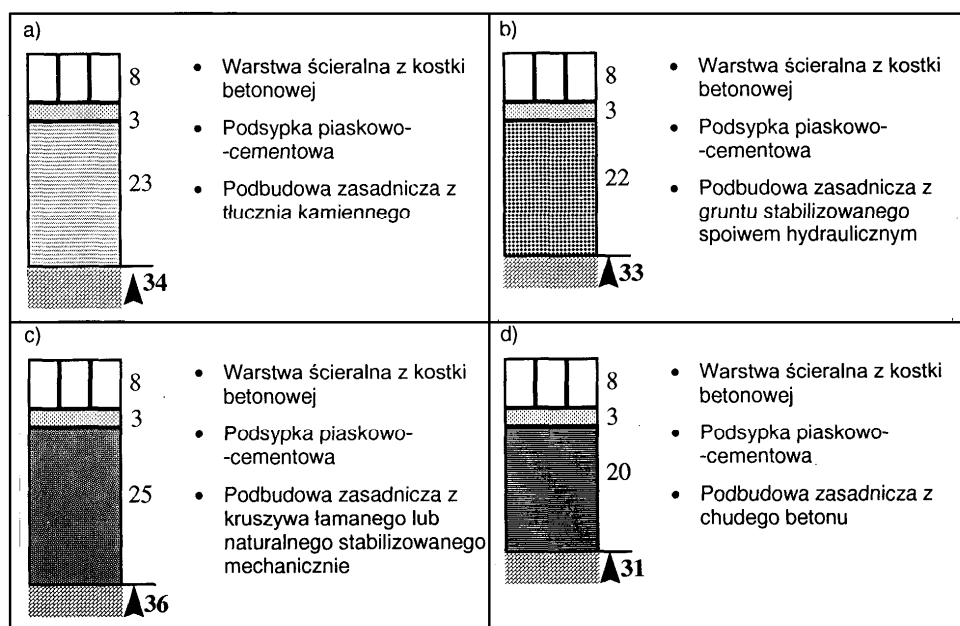 a)
8
3
23
34
• Warstwa ścieralna z kostki
betonowej
• Podsypka piaskowo-
-cementowa
• Podbudowa zasadnicza z
tłucznia kamiennego
b)
8
3
22
33
• Warstwa ścieralna z kostki
betonowej
• Podsypka piaskowo-
-cementowa
• Podbudowa zasadnicza z
gruntu stabilizowanego
spoiwem hydraulicznym
c)
8
3
25
36
• Warstwa ścieralna z kostki
betonowej
• Podsypka piaskowo-
-cementowa
• Podbudowa zasadnicza z
kruszywa łamanego lub
naturalnego stabilizowanego
mechanicznie
d)
8
3
20
31
• Warstwa ścieralna z kostki
betonowej
• Podsypka piaskowo-
-cementowa
• Podbudowa zasadnicza z
chudego betonu